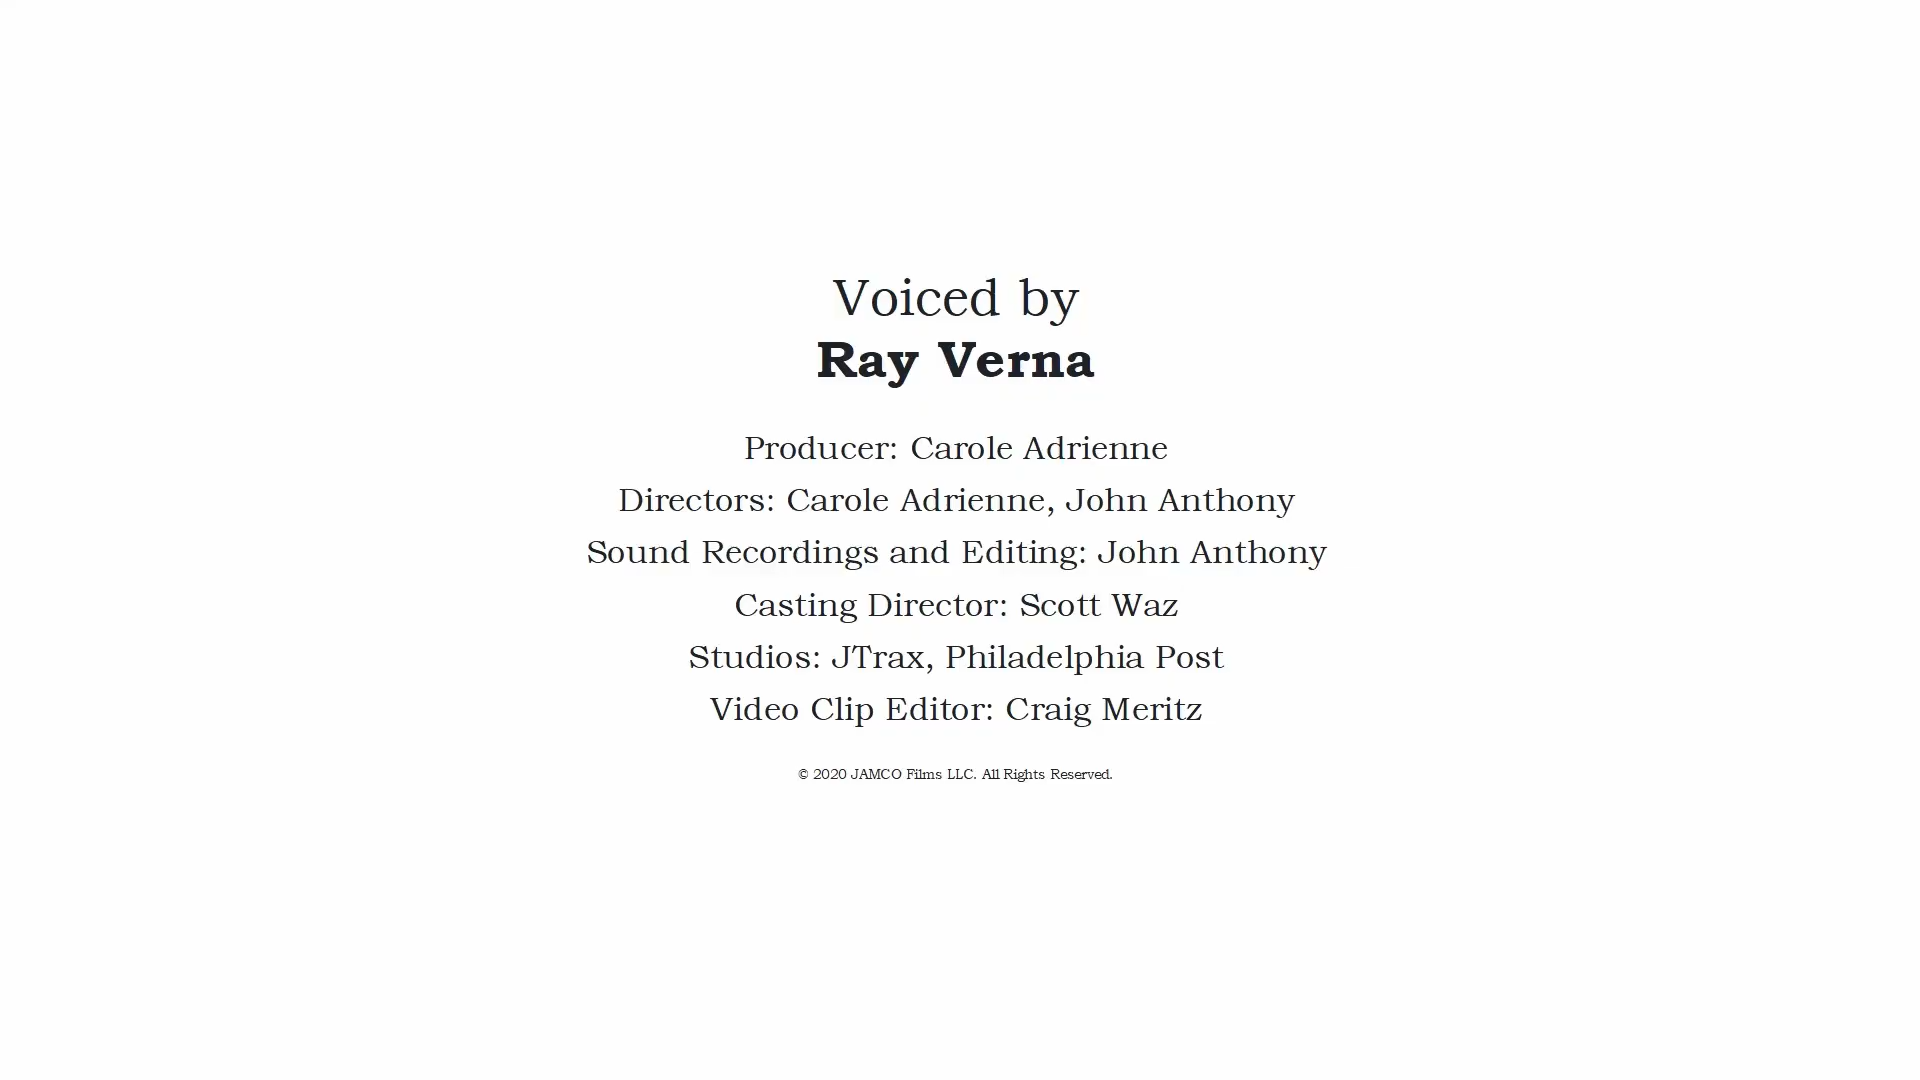 Voiced by
Ray Verna
Producer: Carole Adrienne
Directors: Carole Adrienne, John Anthony
Sound Recordings and Editing: John Anthony
Casting Director: Scott Waz
Studios: JTrax, Philadelphia Post
Video Clip Editor: Craig Meritz
© 2020 JAMCO Films LLC. All Rights Reserved.